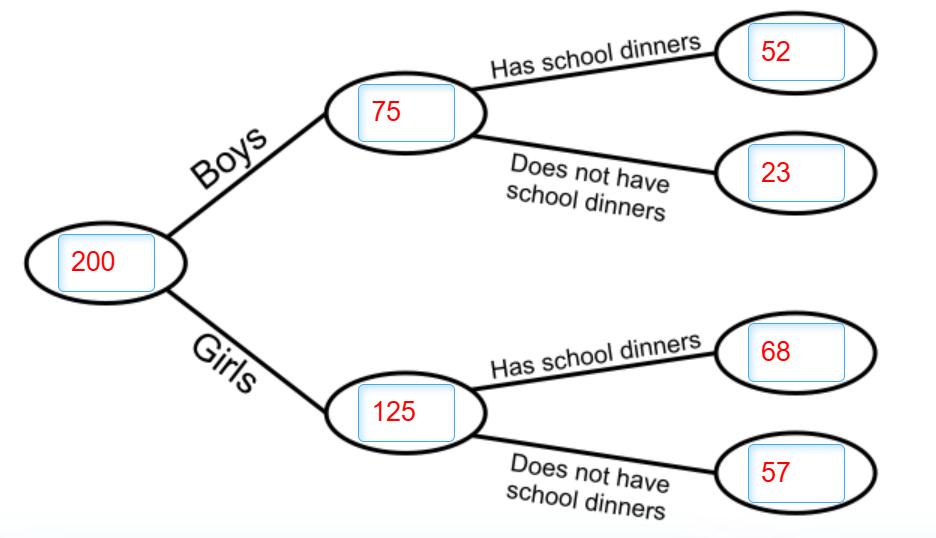 Has school dinners
52
75
Boys
Does not have
school dinners
23
200
Girls
Has school dinners
68
125
Does not have
school dinners
57